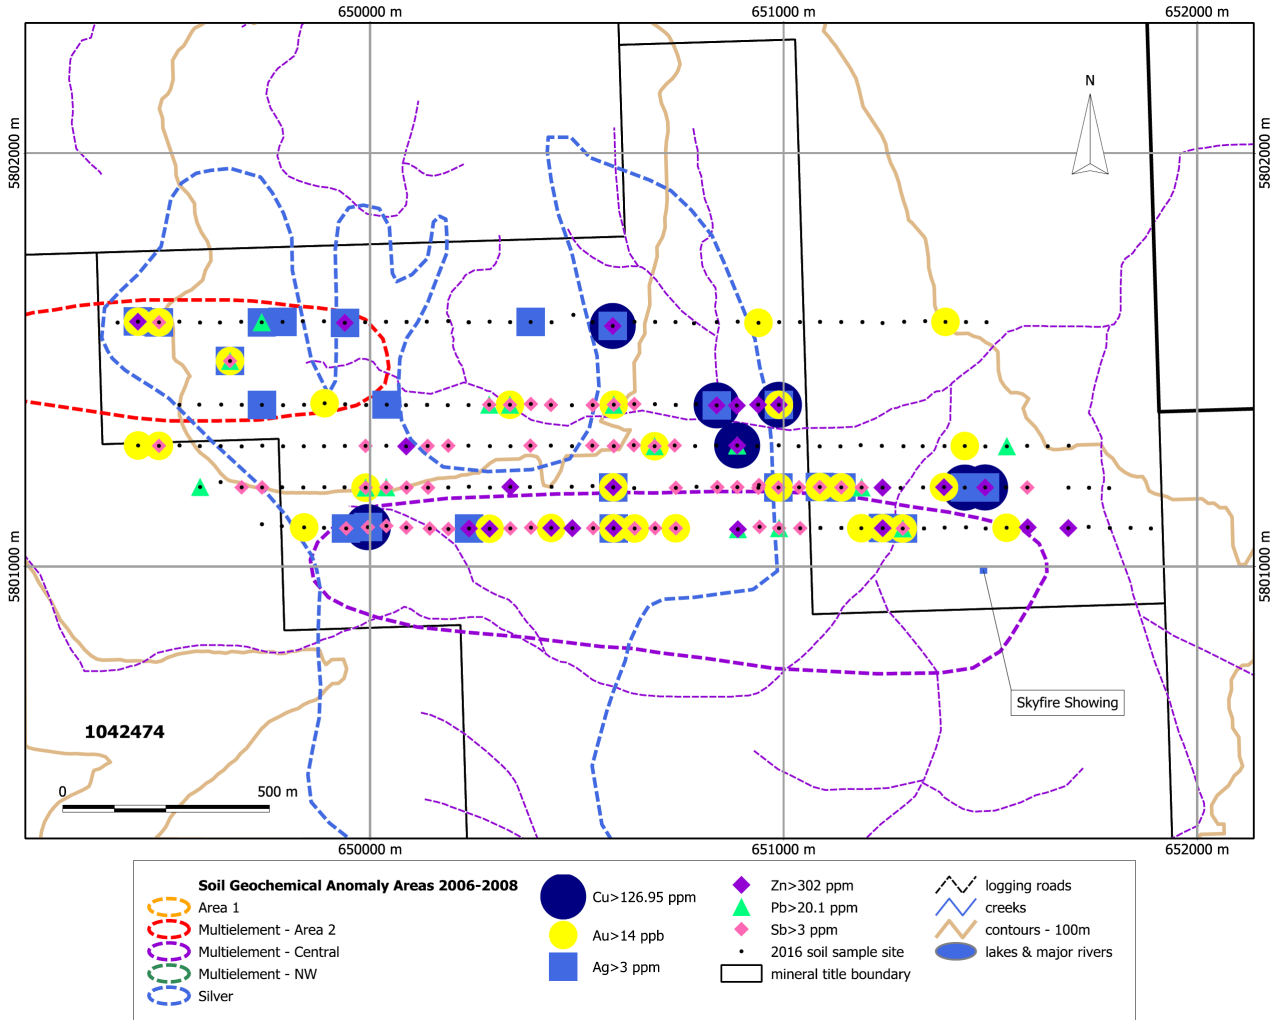 650000 m
651000 m
652000 m
5802000 m
5802000 m
N
5801000 m
5801000 m
Skyfire Showing
1042474
0
500 m
650000 m
651000 m
652000 m
Soil Geochemical Anomaly Areas 2006-2008
Area 1
Multielement - Area 2
Multielement - Central
Multielement - NW
Silver
Cu>126.95 ppm
Au>14 ppb
Ag>3 ppm
Zn>302 ppm
Pb>20.1 ppm
Sb>3 ppm
2016 soil sample site
mineral title boundary
logging roads
creeks
contours - 100m
lakes & major rivers